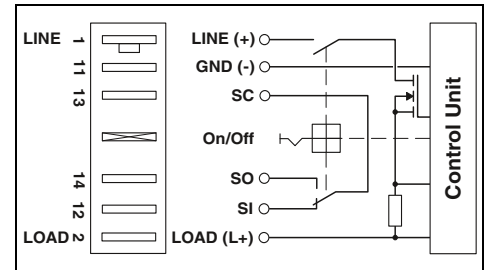 LINE 1
11
13
14
12
LOAD 2
LINE (+)
GND (-)
SC
On/Off
SO
SI
LOAD (L+)
Control Unit